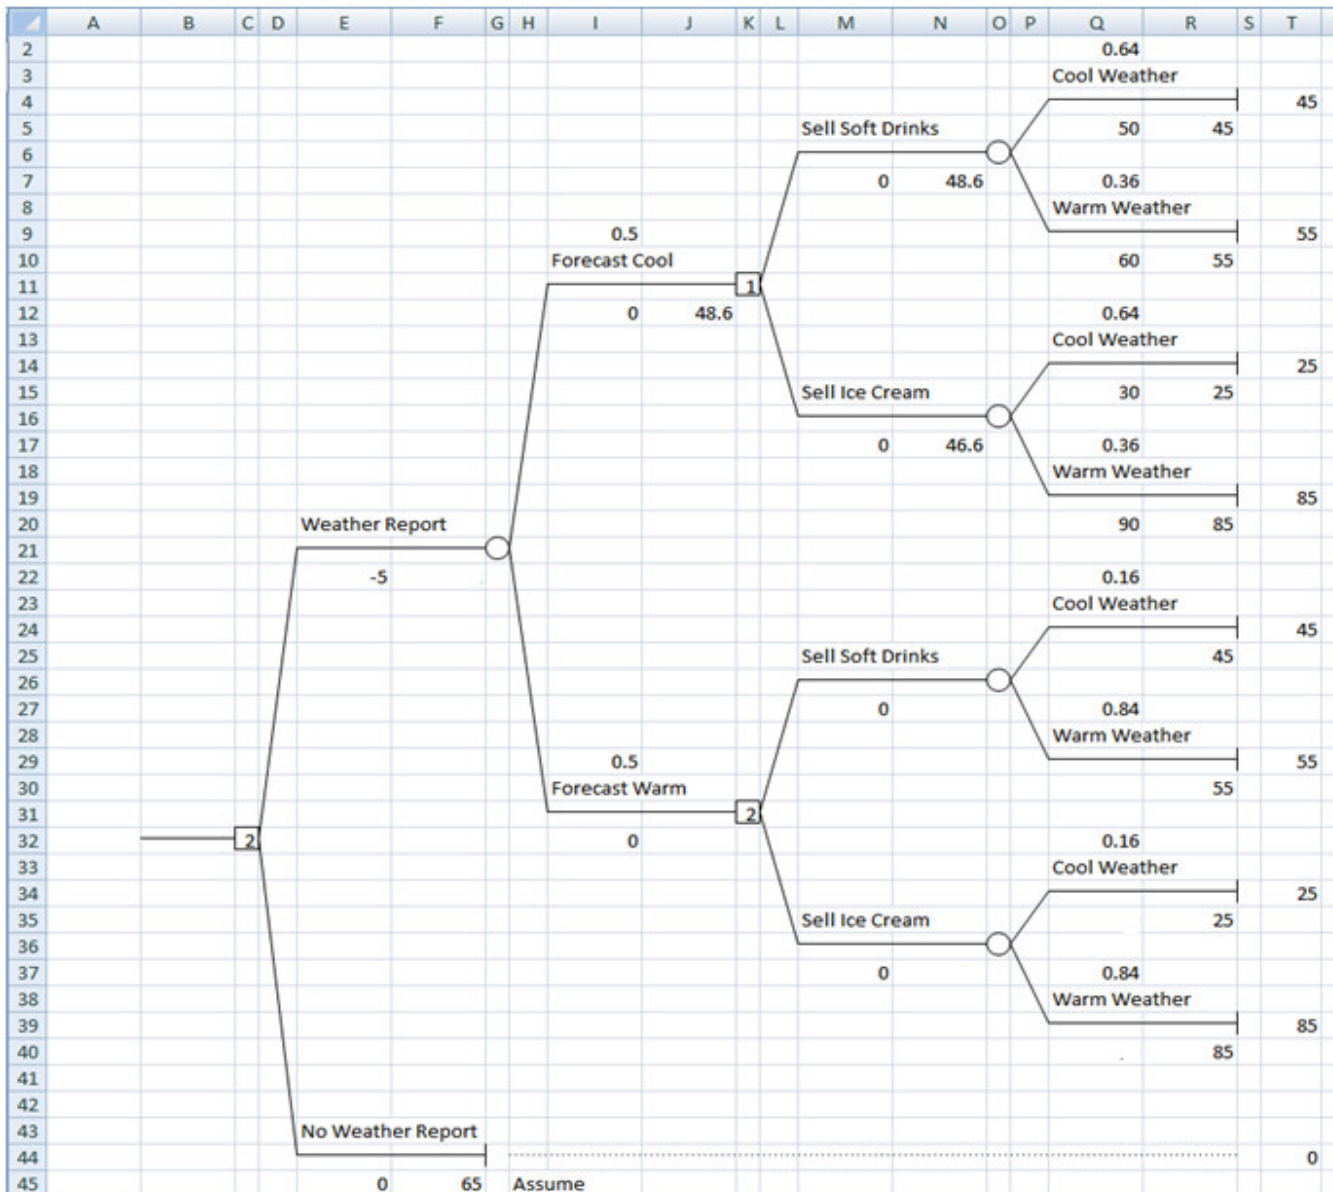 A B C D E F G H I J K L M N O P Q R S T
2 0.64
3 Cool Weather
4 45
5 Sell Soft Drinks 50 45
6
7 0 48.6 0.36
8 Warm Weather
9 0.5 55
10 Forecast Cool 60 55
11 1
12 0 48.6 0.64
13 Cool Weather
14 25
15 Sell Ice Cream 30 25
16
17 0 46.6 0.36
18 Warm Weather
19 85
20 Weather Report 90 85
21
22 -5 0.16
23 Cool Weather
24 45
25 Sell Soft Drinks 45
26
27 0 0.84
28 Warm Weather
29 0.5 55
30 Forecast Warm 55
31 2
32 2 0 0.16
33 Cool Weather
34 25
35 Sell Ice Cream 25
36
37 0 0.84
38 Warm Weather
39 85
40 85
41
42
43 No Weather Report
44 0
45 0 65 Assume